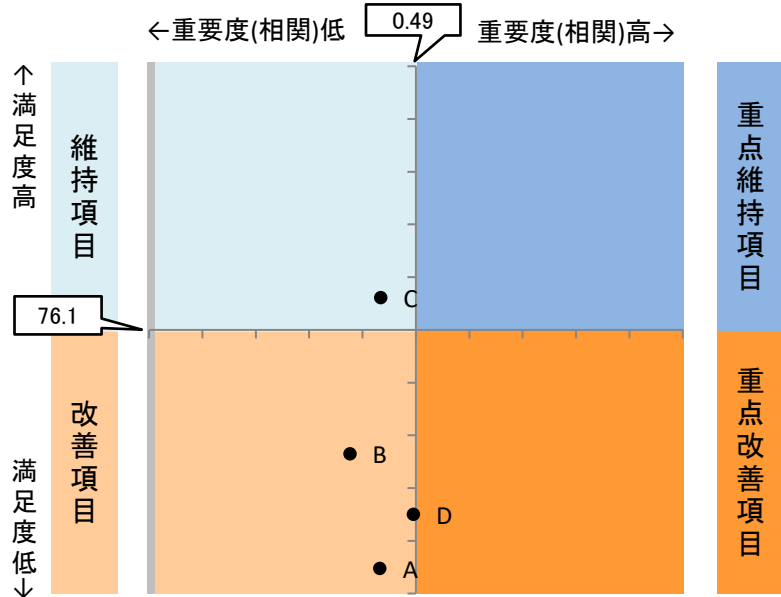 ←重要度(相関)低
0.49
重要度(相関)高→
↑満足度高
維持項目
重点維持項目
C
76.1
改善項目
重点改善項目
B
D
A
満足度低↓